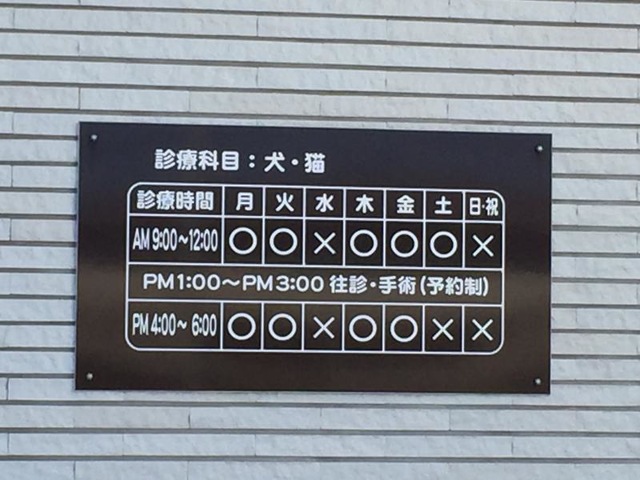 診療科目：犬・猫
診療時間 月 火 水 木 金 土 日・祝
AM 9:00～12:00 ○ ○ × ○ ○ ○ ×
PM1:00～PM3:00 往診・手術(予約制)
PM 4:00～ 6:00 ○ ○ × ○ ○ × ×